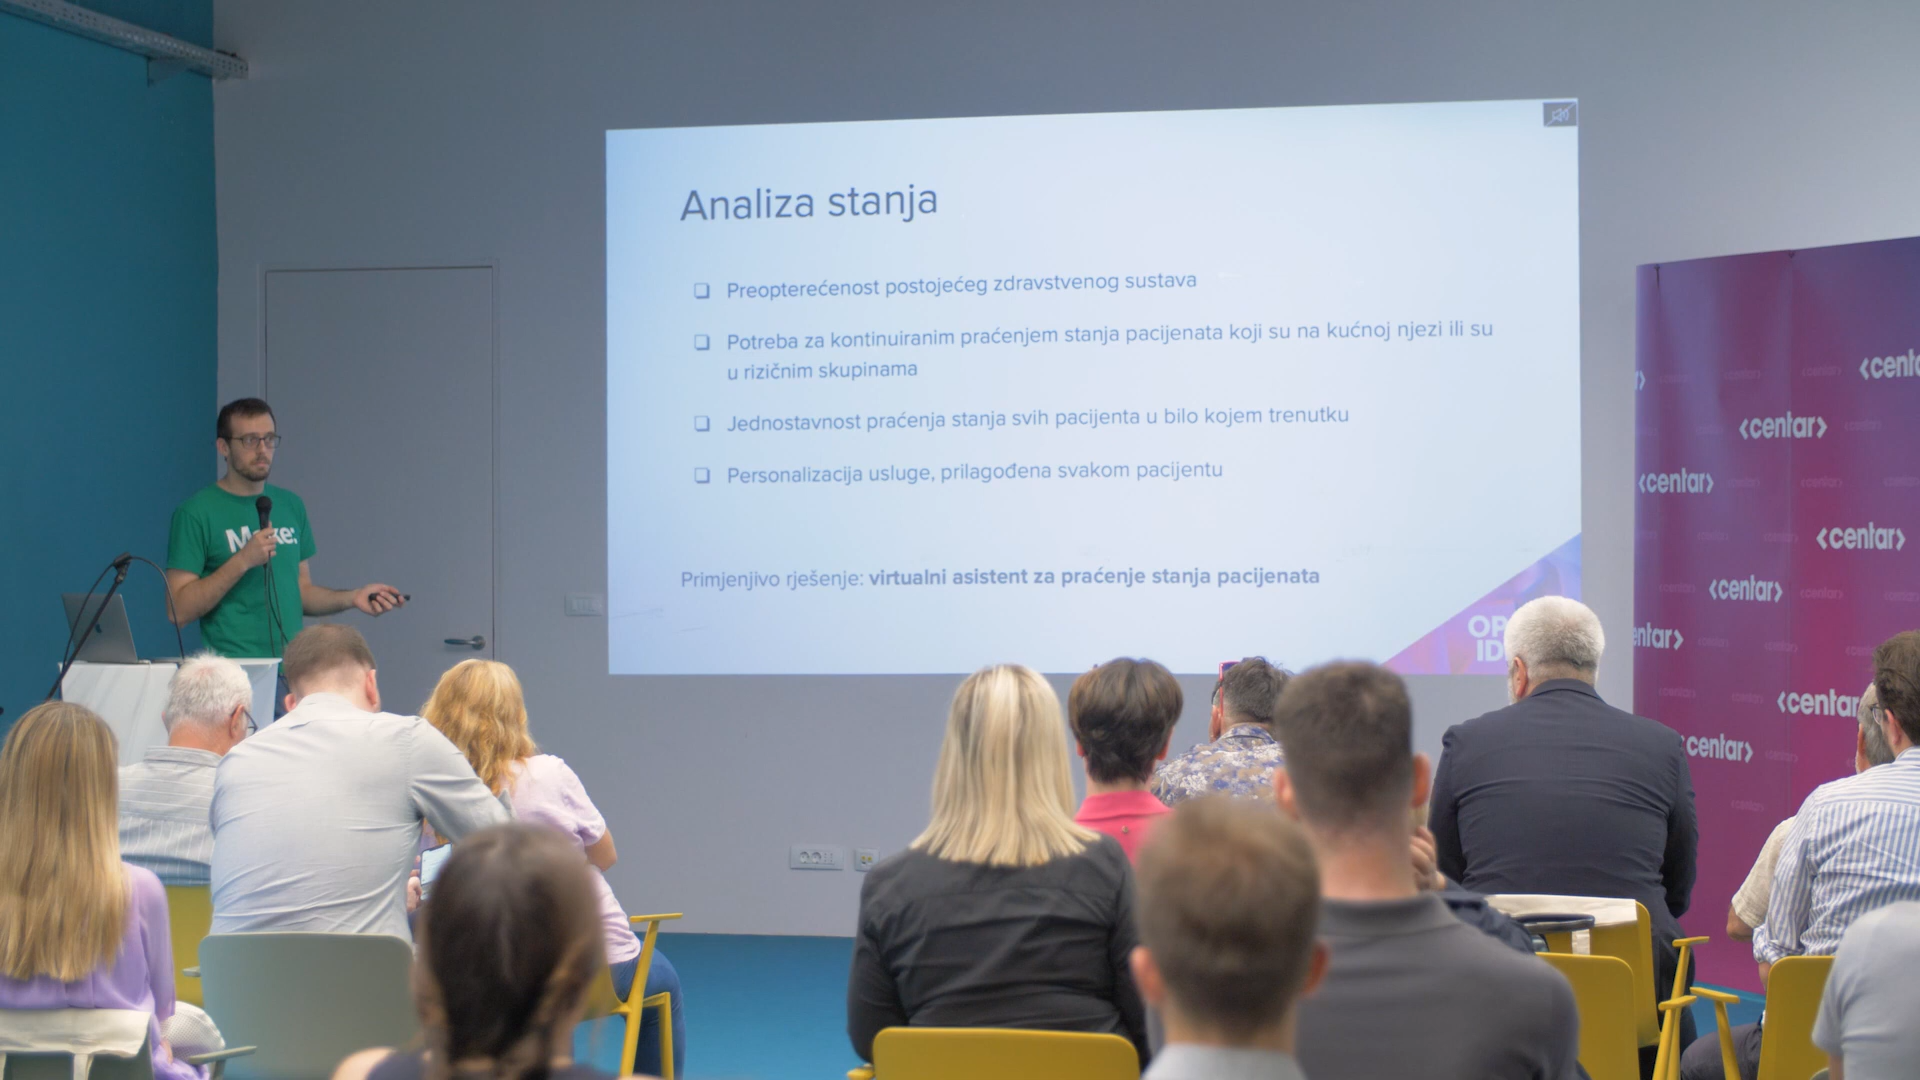 Analiza stanja
Preopterećenost postojećeg zdravstvenog sustava
Potreba za kontinuiranim praćenjem stanja pacijenata koji su na kućnoj njezi ili su
u rizičnim skupinama
Jednostavnost praćenja stanja svih pacijenta u bilo kojem trenutku
Personalizacija usluge, prilagođena svakom pacijentu
Primjenjivo rješenje: virtualni asistent za praćenje stanja pacijenata
<centar>
<centar>
<centar>
<centar>